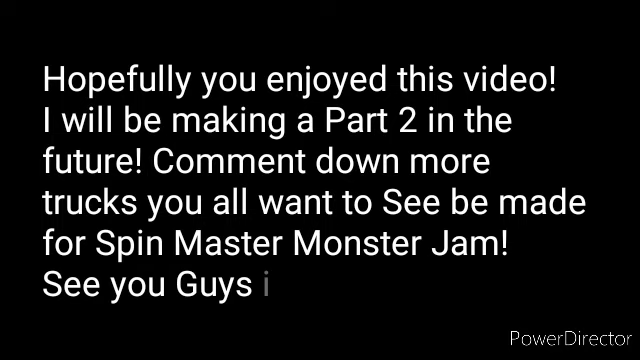 Hopefully you enjoyed this video!
I will be making a Part 2 in the
future! Comment down more
trucks you all want to See be made
for Spin Master Monster Jam!
See you Guys i
PowerDirector